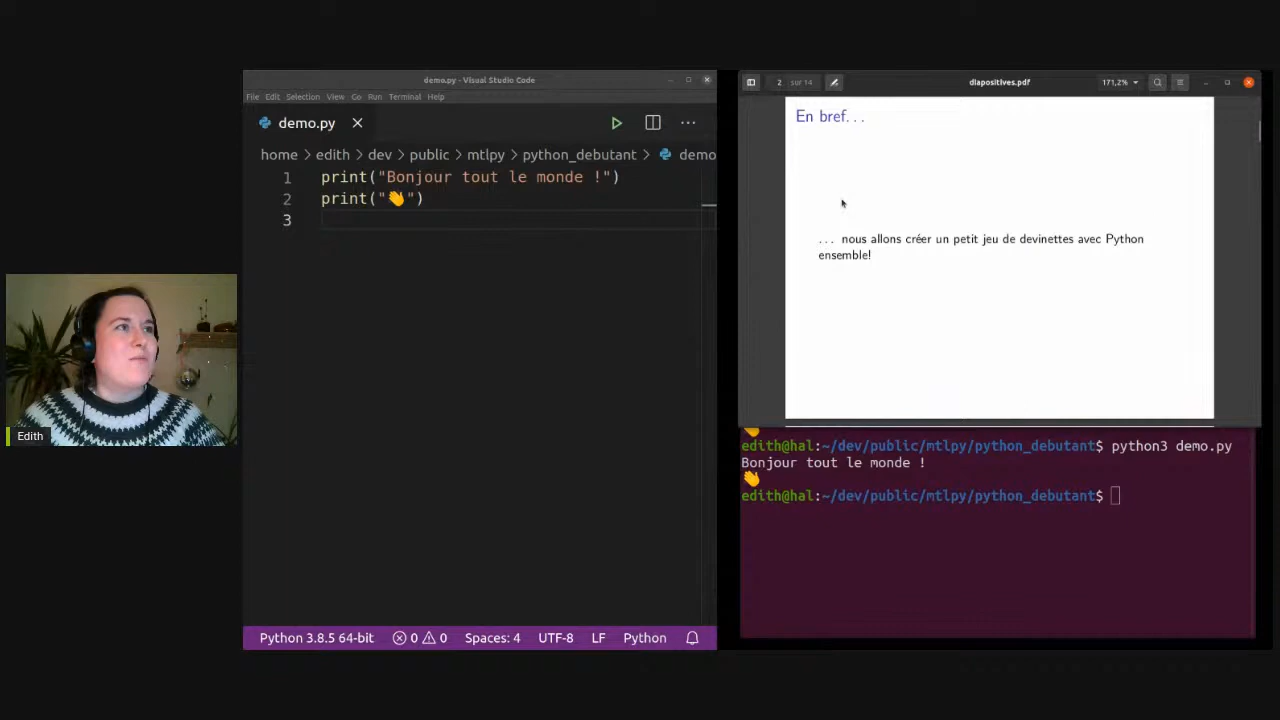 Edith
demo.py - Visual Studio Code
File Edit Selection View Go Run Terminal Help
demo.py
home > edith > dev > public > mtlpy > python_debutant > demo
1 print("Bonjour tout le monde !")
2 print("👋")
3
Python 3.8.5 64-bit 0 0 Spaces: 4 UTF-8 LF Python
2 sur 14 diapositives.pdf 171,2%
En bref...
... nous allons créer un petit jeu de devinettes avec Python
ensemble!
👋
edith@hal:~/dev/public/mtlpy/python_debutant$ python3 demo.py
Bonjour tout le monde !
👋
edith@hal:~/dev/public/mtlpy/python_debutant$